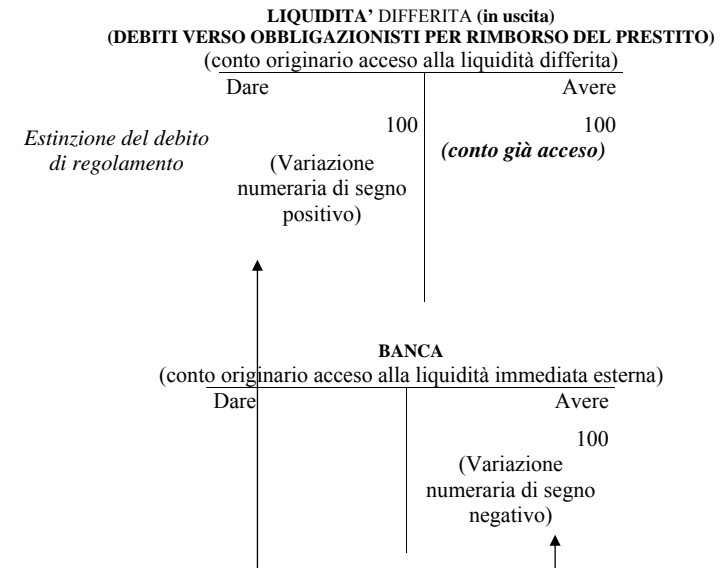 LIQUIDITA’ DIFFERITA (in uscita)
(DEBITI VERSO OBBLIGAZIONISTI PER RIMBORSO DEL PRESTITO)
(conto originario acceso alla liquidità differita)
Dare Avere
100 100
Estinzione del debito
di regolamento
(conto già acceso)
(Variazione
numeraria di segno
positivo)
BANCA
(conto originario acceso alla liquidità immediata esterna)
Dare Avere
100
(Variazione
numeraria di segno
negativo)